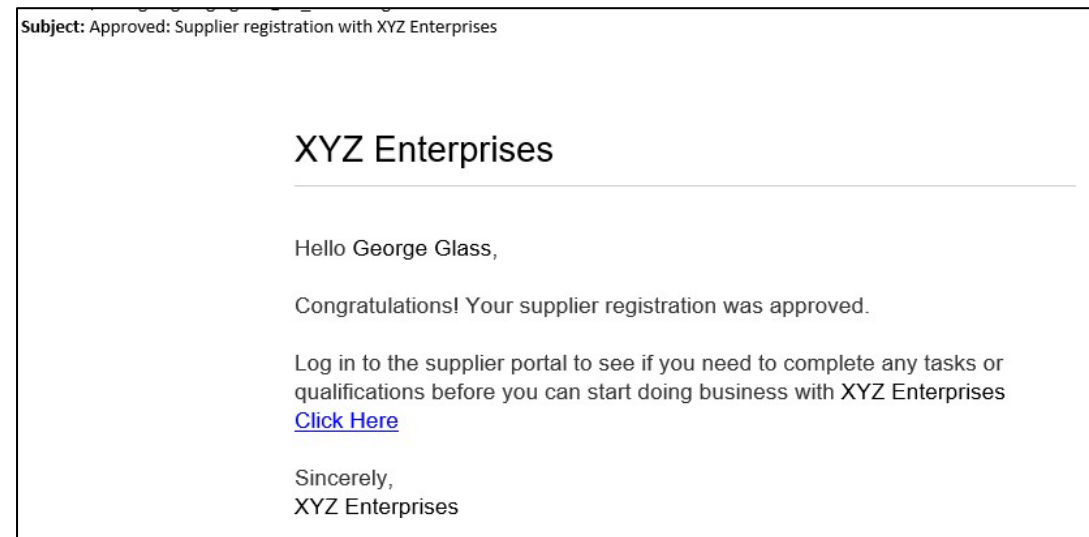 Subject: Approved: Supplier registration with XYZ Enterprises
XYZ Enterprises
Hello George Glass,
Congratulations! Your supplier registration was approved.
Log in to the supplier portal to see if you need to complete any tasks or
qualifications before you can start doing business with XYZ Enterprises
Click Here
Sincerely,
XYZ Enterprises